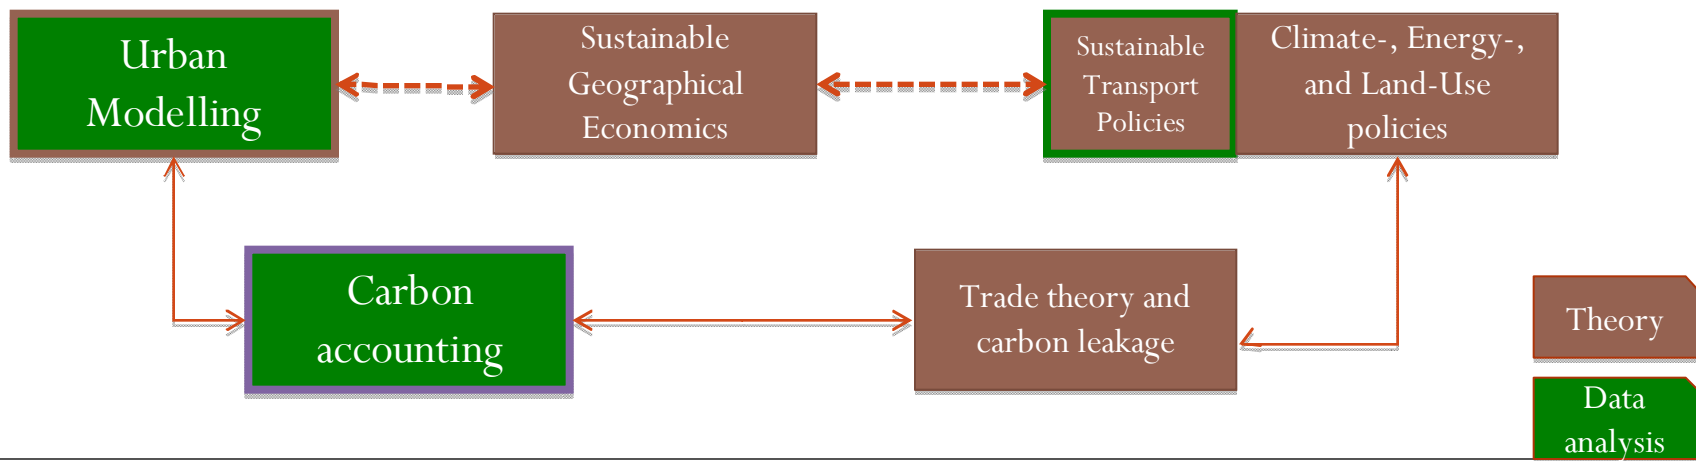 Urban
Modelling
Sustainable
Geographical
Economics
Sustainable
Transport
Policies
Climate-, Energy-,
and Land-Use
policies
Carbon
accounting
Trade theory and
carbon leakage
Theory
Data
analysis